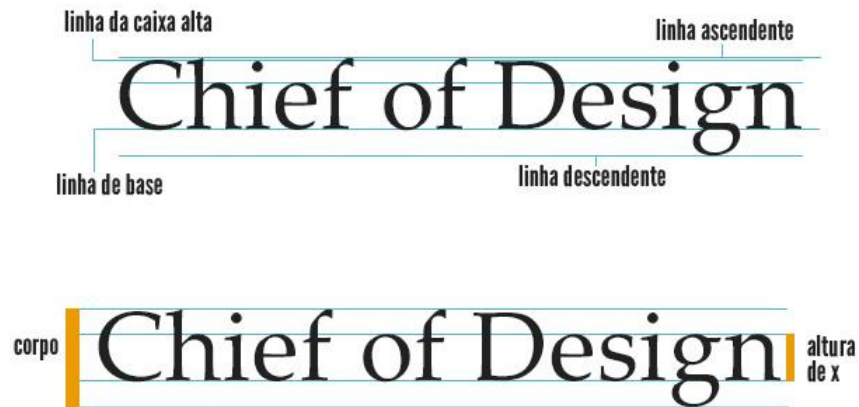 linha da caixa alta
linha ascendente
Chief of Design
linha de base
linha descendente
corpo
Chief of Design
altura
de x